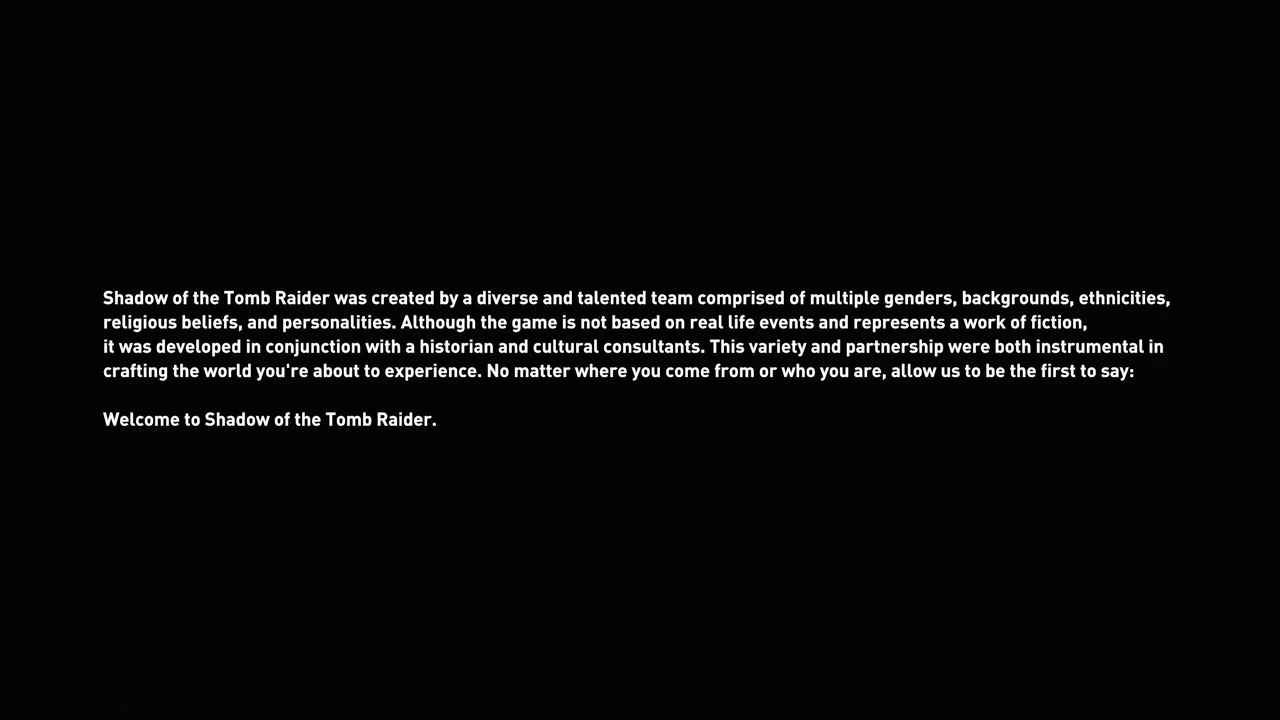 Shadow of the Tomb Raider was created by a diverse and talented team comprised of multiple genders, backgrounds, ethnicities,
religious beliefs, and personalities. Although the game is not based on real life events and represents a work of fiction,
it was developed in conjunction with a historian and cultural consultants. This variety and partnership were both instrumental in
crafting the world you're about to experience. No matter where you come from or who you are, allow us to be the first to say:
Welcome to Shadow of the Tomb Raider.